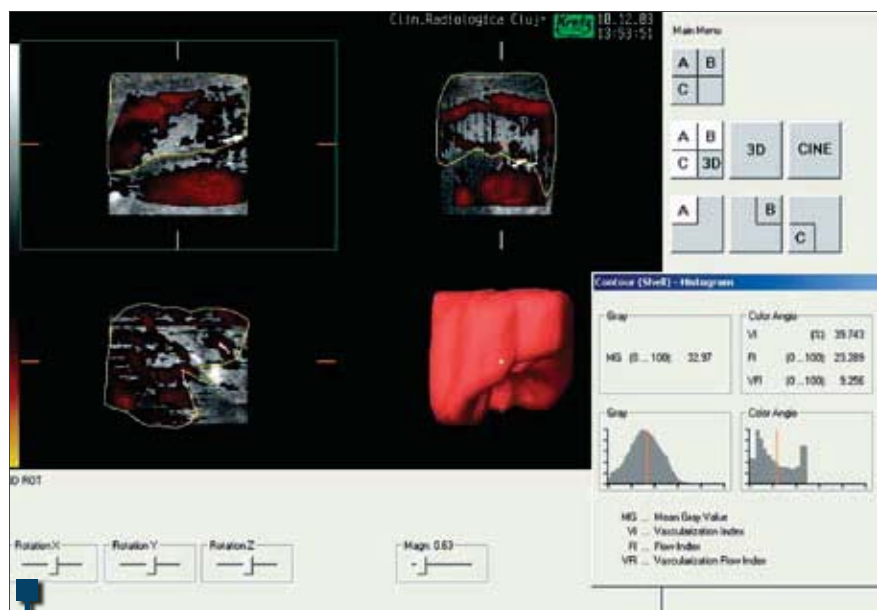 Clin.Radiologica Cluj*
Kretz
10.12.03
13:53:51
Main Menu
A B
C
A B
C 3D
3D
CINE
A
B
C
Contour (Shell) - Histogram
Gray
MG (0 ... 100): 32.97
Color Angle
VI (%): 39.743
FI (0 ... 100): 23.289
VFI (0 ... 100): 9.256
Gray
Color Angle
MG ... Mean Gray Value
VI ... Vascularization Index
FI ... Flow Index
VFI ... Vascularization Flow Index
D ROT
Rotation X
Rotation Y
Rotation Z
Magn. 0.63